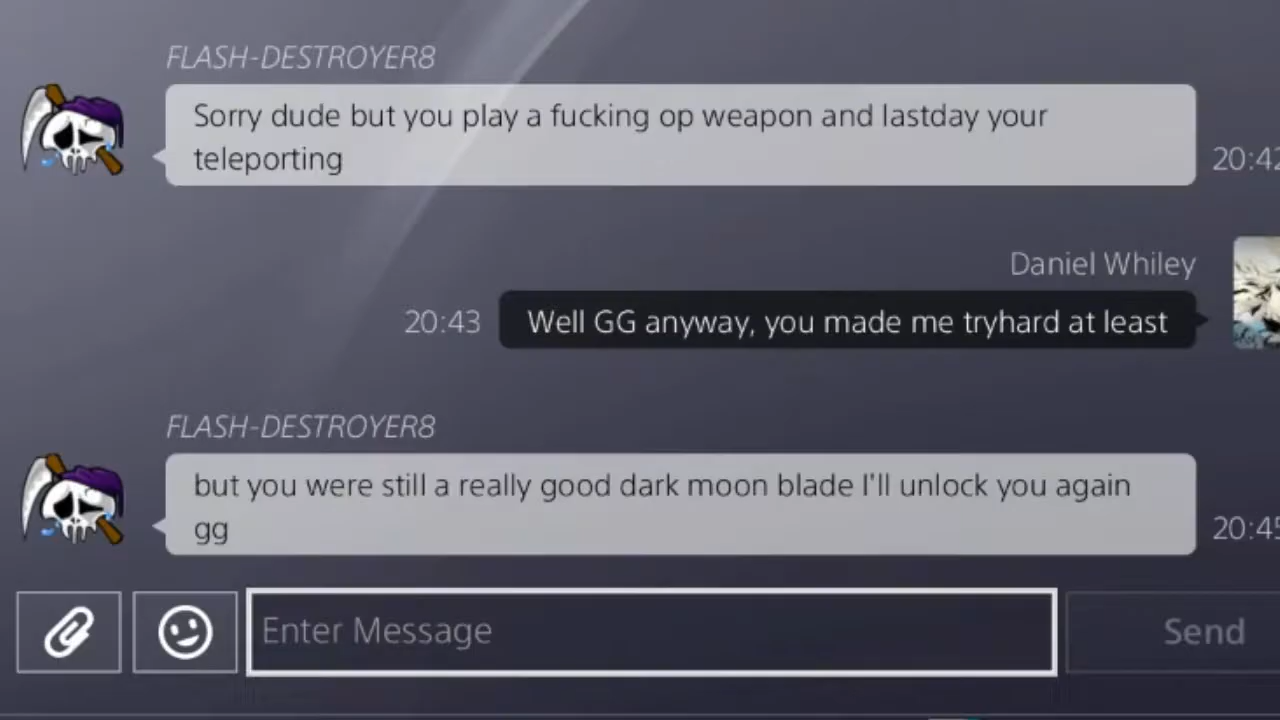 FLASH-DESTROYER8
Sorry dude but you play a fucking op weapon and lastday your
teleporting
20:42
Daniel Whiley
20:43
Well GG anyway, you made me tryhard at least
FLASH-DESTROYER8
but you were still a really good dark moon blade I'll unlock you again
gg
20:45
Enter Message
Send